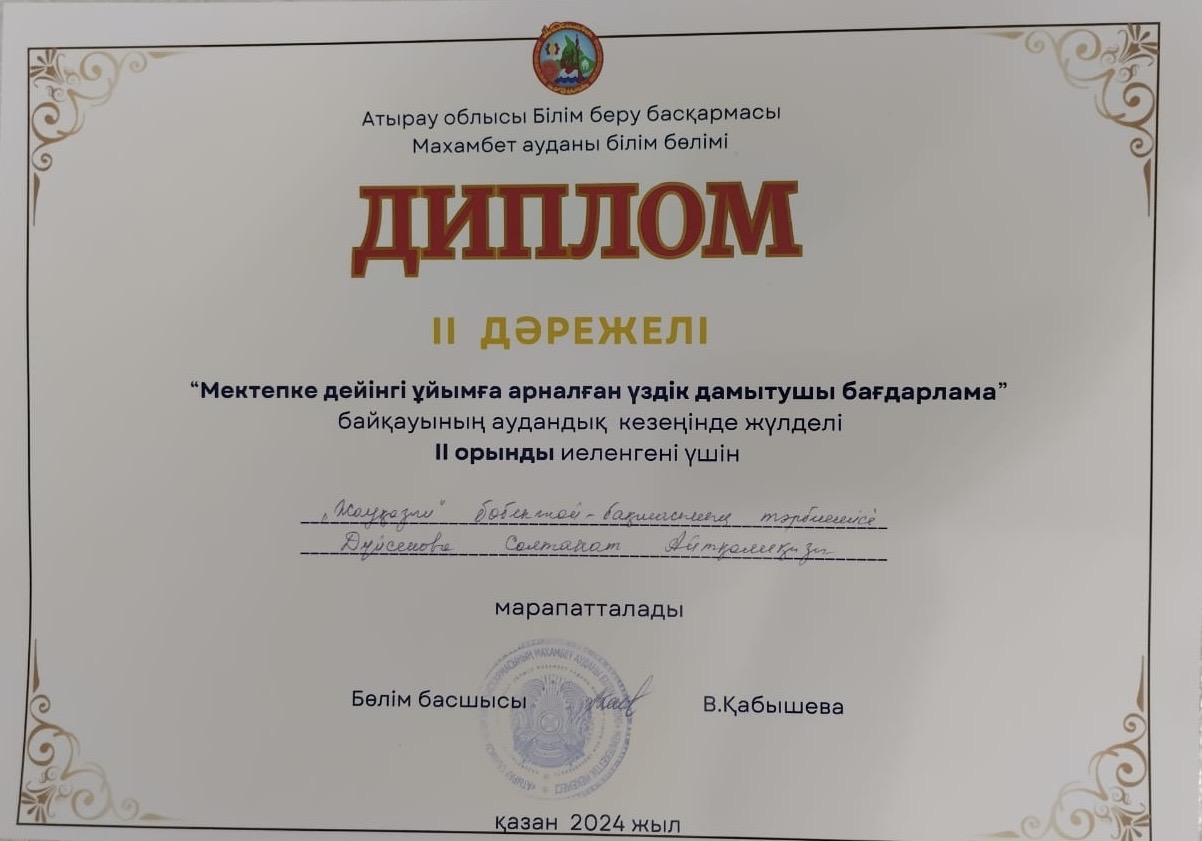 Атырау облысы Білім беру басқармасы
Махамбет ауданы білім бөлімі
ДИПЛОМ
II ДӘРЕЖЕЛІ
“Мектепке дейінгі ұйымға арналған үздік дамытушы бағдарлама”
байқауының аудандық кезеңінде жүлделі
II орынды иеленгені үшін
„Жауқазын" бөбекжай-бақшасының тәрбиешісі
Дүйсенова Салтанат
марапатталады
Бөлім басшысы В.Қабышева
қазан 2024 жыл